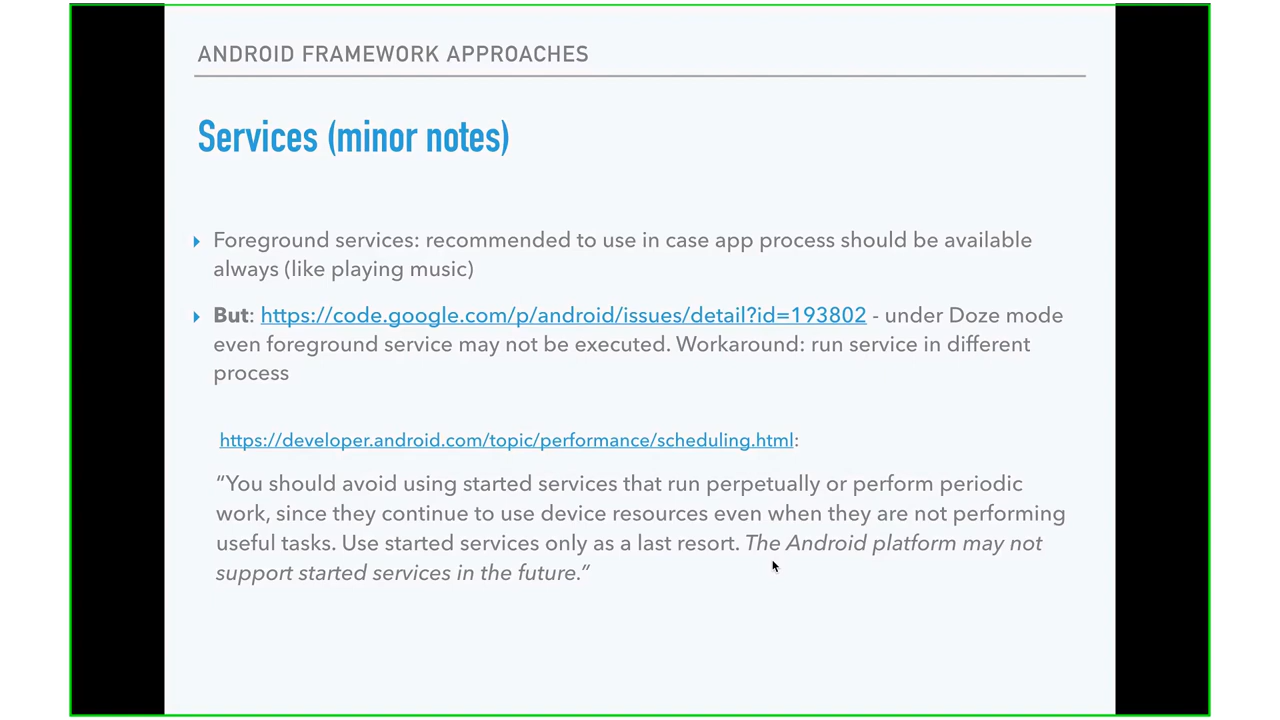 ANDROID FRAMEWORK APPROACHES
Services (minor notes)
Foreground services: recommended to use in case app process should be available
always (like playing music)
But: https://code.google.com/p/android/issues/detail?id=193802 - under Doze mode
even foreground service may not be executed. Workaround: run service in different
process
https://developer.android.com/topic/performance/scheduling.html:
“You should avoid using started services that run perpetually or perform periodic
work, since they continue to use device resources even when they are not performing
useful tasks. Use started services only as a last resort. The Android platform may not
support started services in the future.”